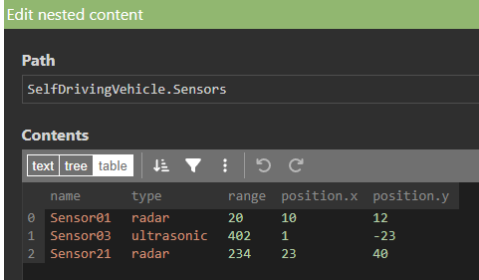 Edit nested content
Path
SelfDrivingVehicle.Sensors
Contents
text tree table
name type range position.x position.y
0 Sensor01 radar 20 10 12
1 Sensor03 ultrasonic 402 1 -23
2 Sensor21 radar 234 23 40